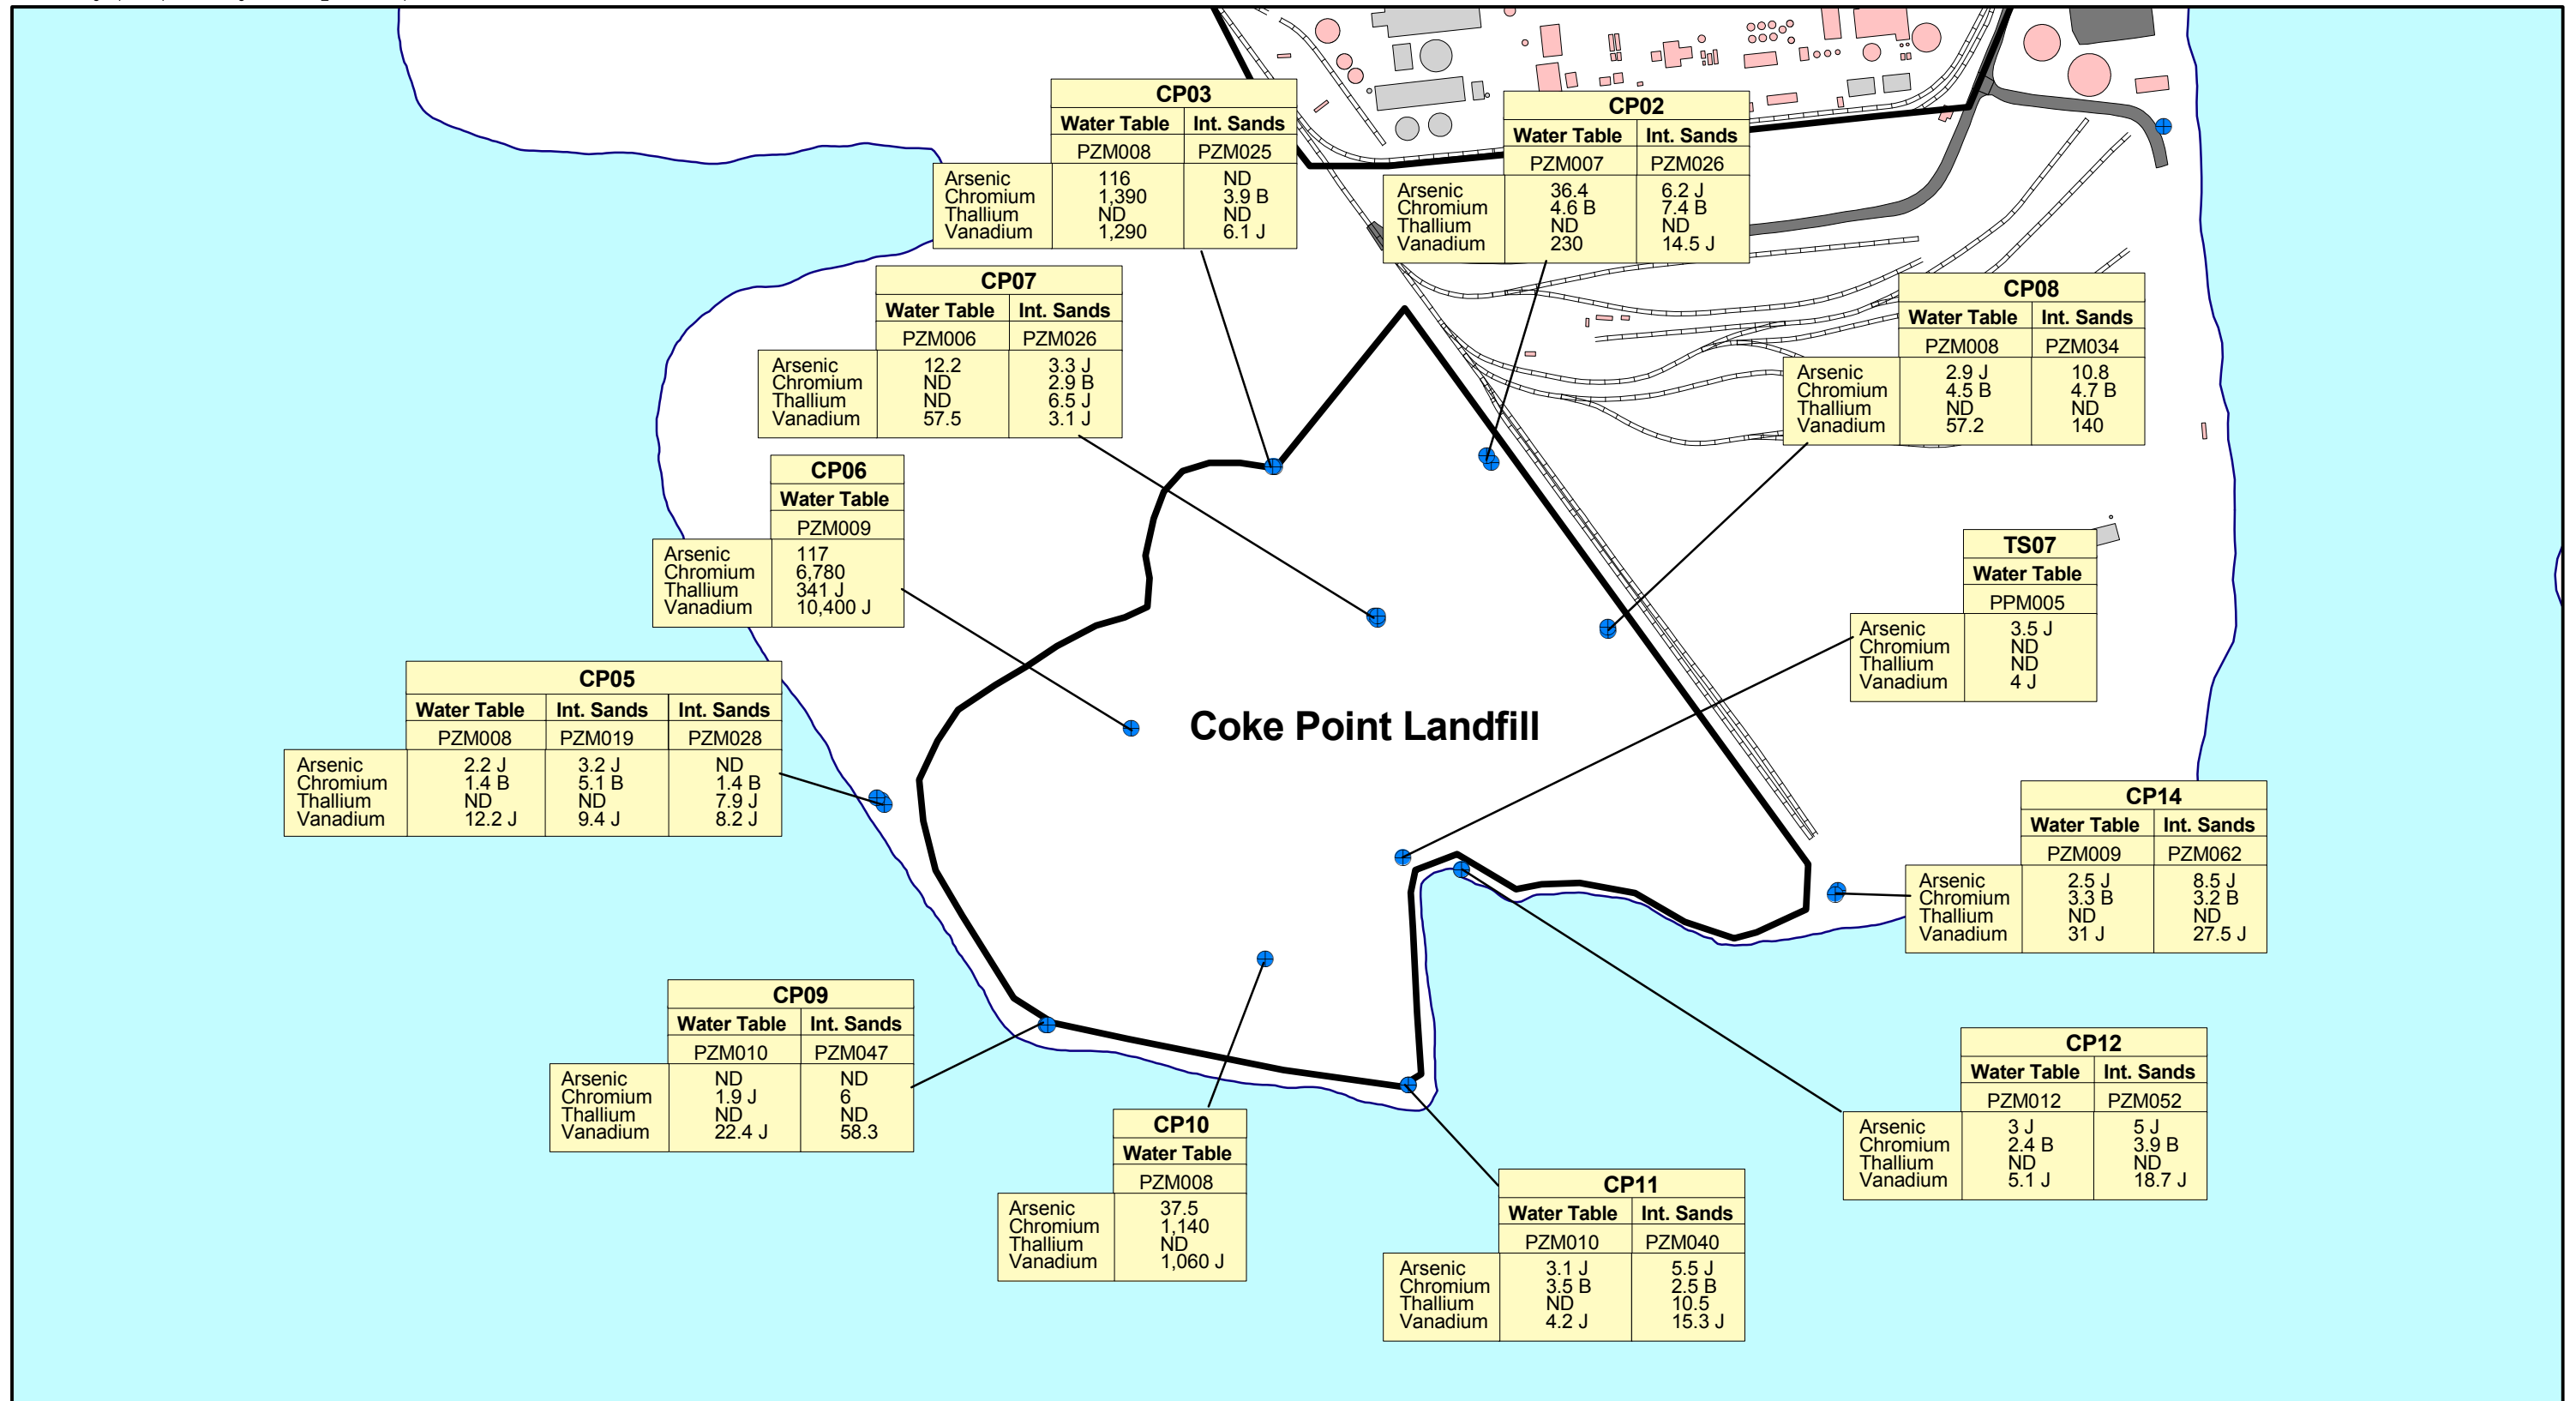 CP03
Water Table Int. Sands
PZM008 PZM025
Arsenic 116 ND
Chromium 1,390 3.9 B
Thallium ND ND
Vanadium 1,290 6.1 J
CP02
Water Table Int. Sands
PZM007 PZM026
Arsenic 36.4 6.2 J
Chromium 4.6 B 7.4 B
Thallium ND ND
Vanadium 230 14.5 J
CP07
Water Table Int. Sands
PZM006 PZM026
Arsenic 12.2 3.3 J
Chromium ND 2.9 B
Thallium ND 6.5 J
Vanadium 57.5 3.1 J
CP08
Water Table Int. Sands
PZM008 PZM034
Arsenic 2.9 J 10.8
Chromium 4.5 B 4.7 B
Thallium ND ND
Vanadium 57.2 140
CP06
Water Table
PZM009
Arsenic 117
Chromium 6,780
Thallium 341 J
Vanadium 10,400 J
TS07
Water Table
PPM005
Arsenic 3.5 J
Chromium ND
Thallium ND
Vanadium 4 J
CP05
Water Table Int. Sands Int. Sands
PZM008 PZM019 PZM028
Arsenic 2.2 J 3.2 J ND
Chromium 1.4 B 5.1 B 1.4 B
Thallium ND ND 7.9 J
Vanadium 12.2 J 9.4 J 8.2 J
Coke Point Landfill
CP14
Water Table Int. Sands
PZM009 PZM062
Arsenic 2.5 J 8.5 J
Chromium 3.3 B 3.2 B
Thallium ND ND
Vanadium 31 J 27.5 J
CP09
Water Table Int. Sands
PZM010 PZM047
Arsenic ND ND
Chromium 1.9 J 6
Thallium ND ND
Vanadium 22.4 J 58.3
CP12
Water Table Int. Sands
PZM012 PZM052
Arsenic 3 J 5 J
Chromium 2.4 B 3.9 B
Thallium ND ND
Vanadium 5.1 J 18.7 J
CP10
Water Table
PZM008
Arsenic 37.5
Chromium 1,140
Thallium ND
Vanadium 1,060 J
CP11
Water Table Int. Sands
PZM010 PZM040
Arsenic 3.1 J 5.5 J
Chromium 3.5 B 2.5 B
Thallium ND 10.5
Vanadium 4.2 J 15.3 J